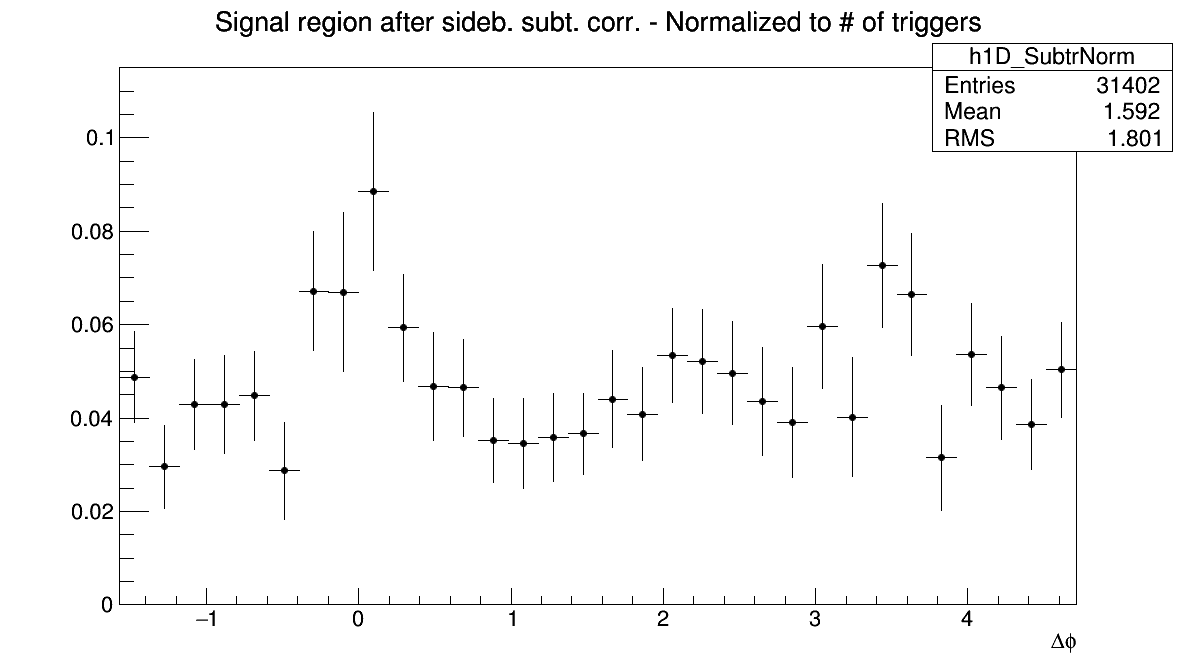 Signal region after sideb. subt. corr. - Normalized to # of triggers
h1D_SubtrNorm
Entries 31402
Mean 1.592
RMS 1.801
0.1
0.08
0.06
0.04
0.02
0
−1 0 1 2 3 4
Δϕ